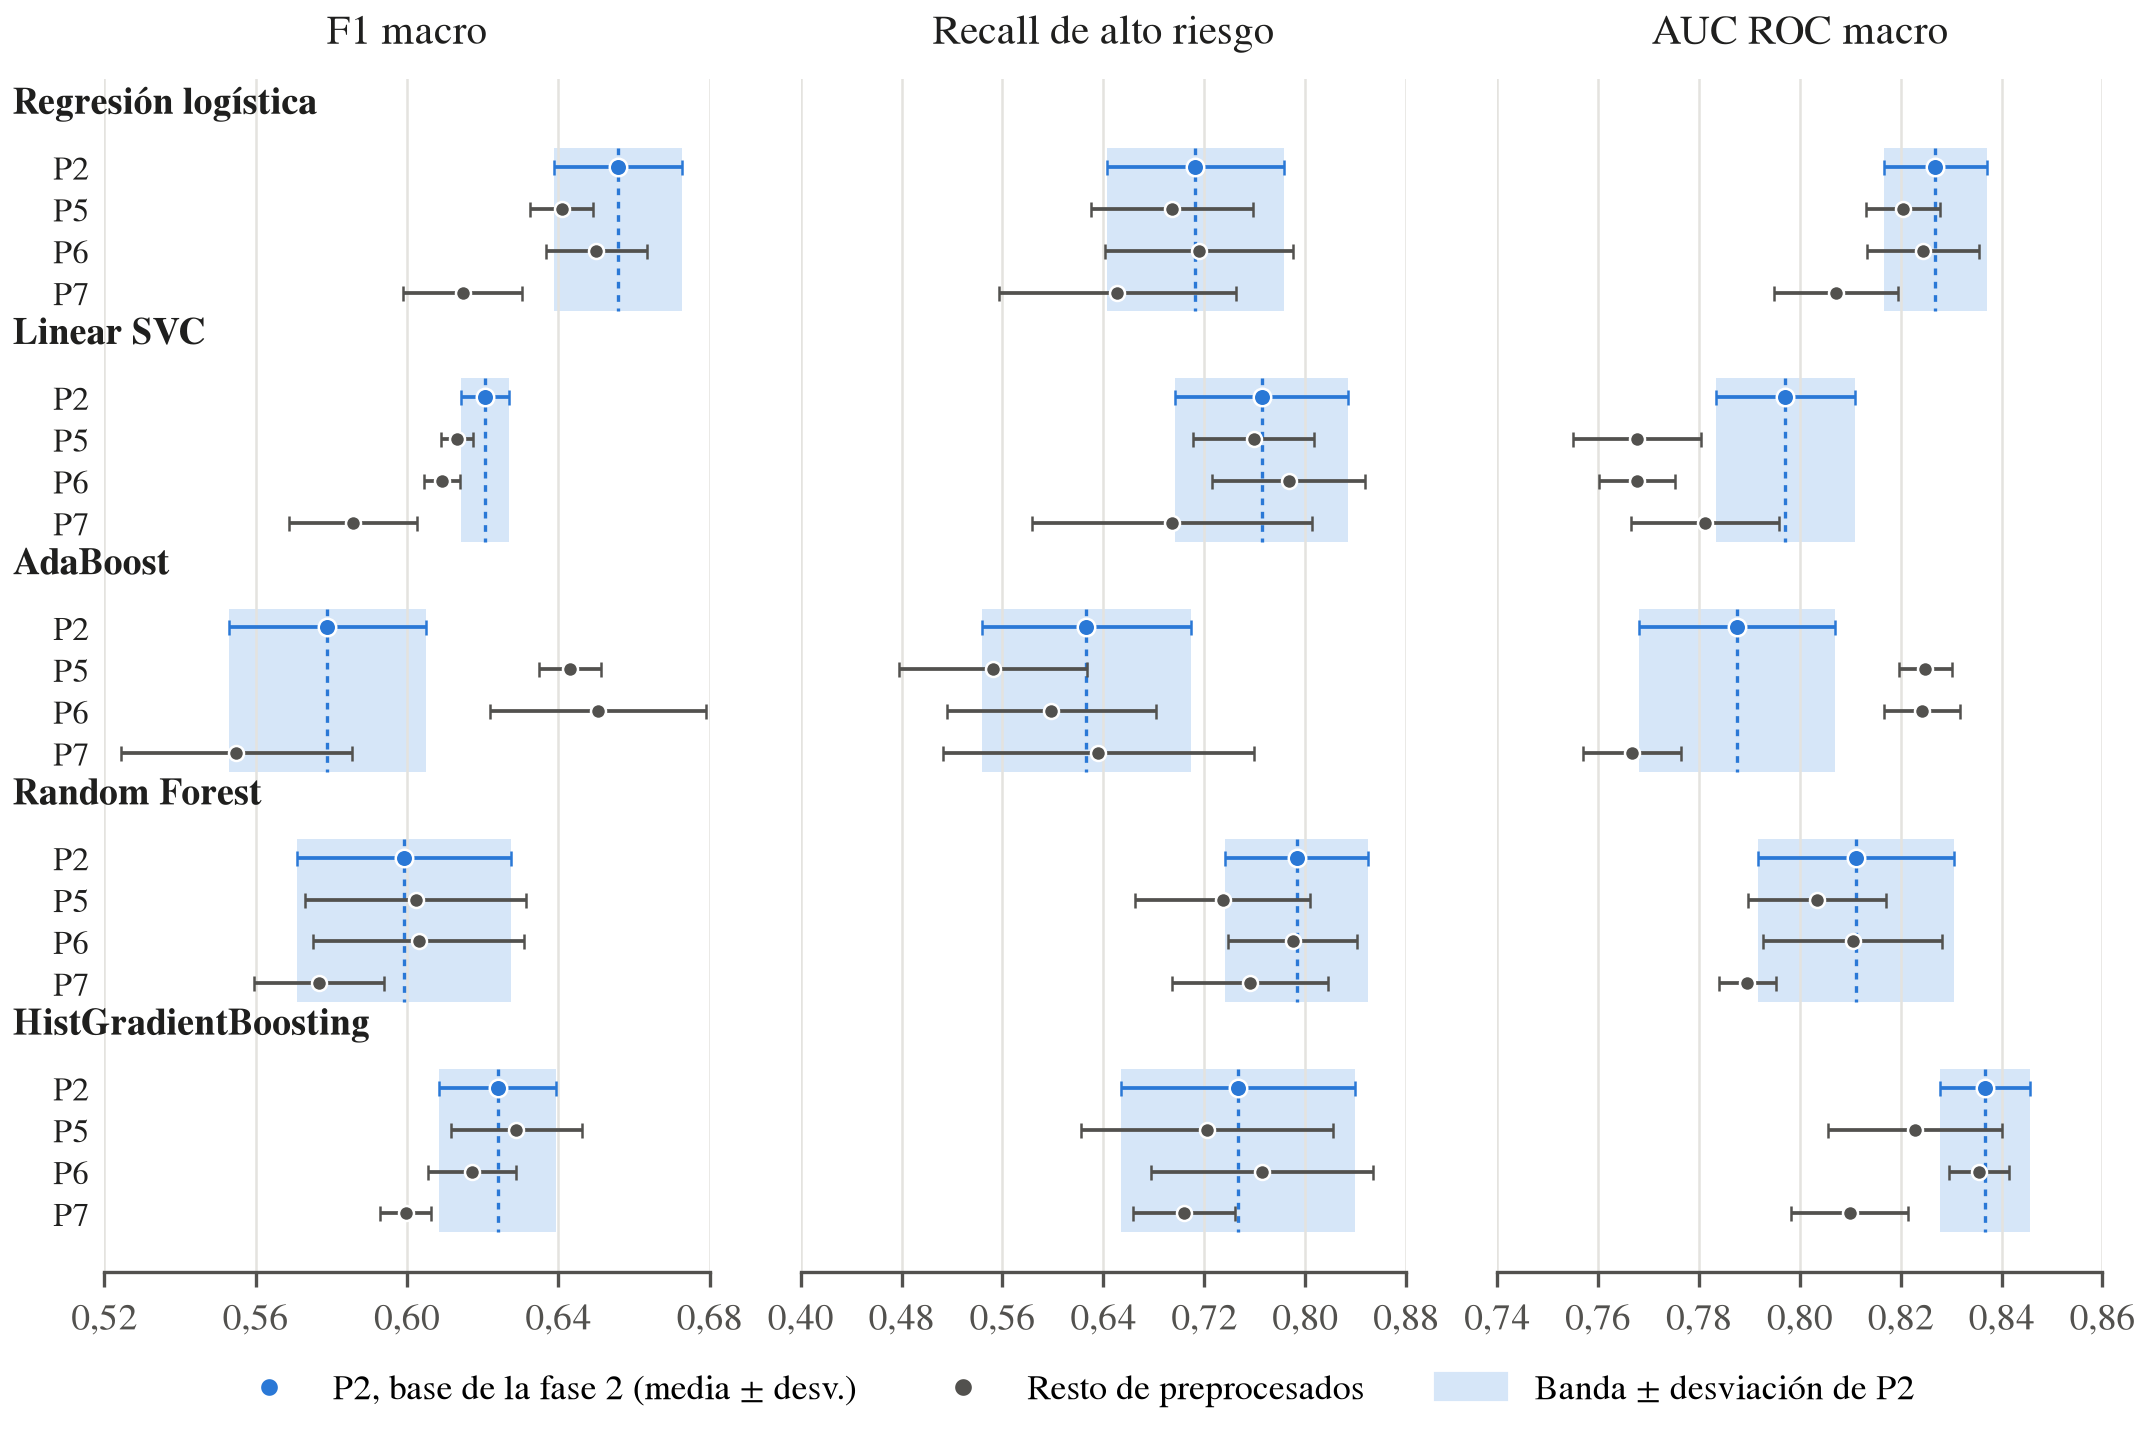 F1 macro
Recall de alto riesgo
AUC ROC macro
Regresión logística
P2
P5
P6
P7
Linear SVC
P2
P5
P6
P7
AdaBoost
P2
P5
P6
P7
Random Forest
P2
P5
P6
P7
HistGradientBoosting
P2
P5
P6
P7
0,52 0,56 0,60 0,64 0,68
0,40 0,48 0,56 0,64 0,72 0,80 0,88
0,74 0,76 0,78 0,80 0,82 0,84 0,86
P2, base de la fase 2 (media ± desv.)
Resto de preprocesados
Banda ± desviación de P2